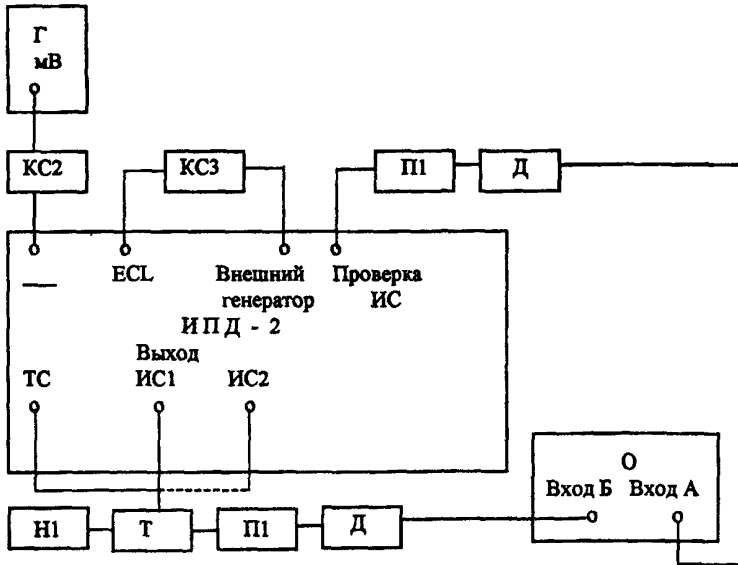 Г
мВ
КС2
КС3
П1
Д
ECL
Внешний
генератор
Проверка
ИС
ИПД - 2
Выход
ТС
ИС1
ИС2
О
Вход Б
Вход А
Н1
Т
П1
Д